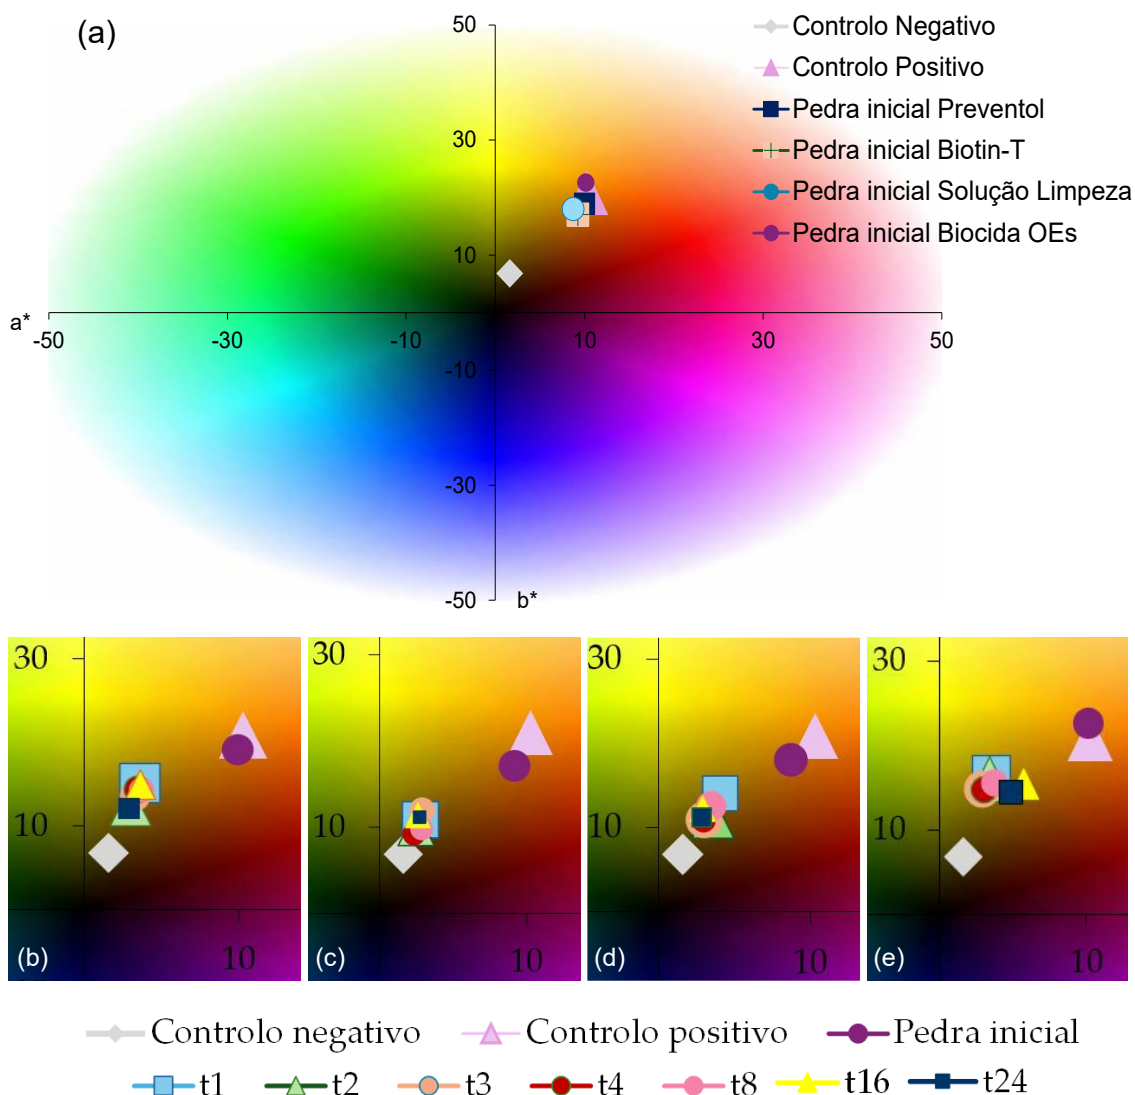 (a)
50
30
10
-10
-30
-50
a*
-50
-30
-10
10
30
50
b*
Controlo Negativo
Controlo Positivo
Pedra inicial Preventol
Pedra inicial Biotin-T
Pedra inicial Solução Limpeza
Pedra inicial Biocida OEs
30
10
10
(b)
30
10
10
(c)
30
10
10
(d)
30
10
10
(e)
Controlo negativo Controlo positivo Pedra inicial
t1 t2 t3 t4 t8 t16 t24